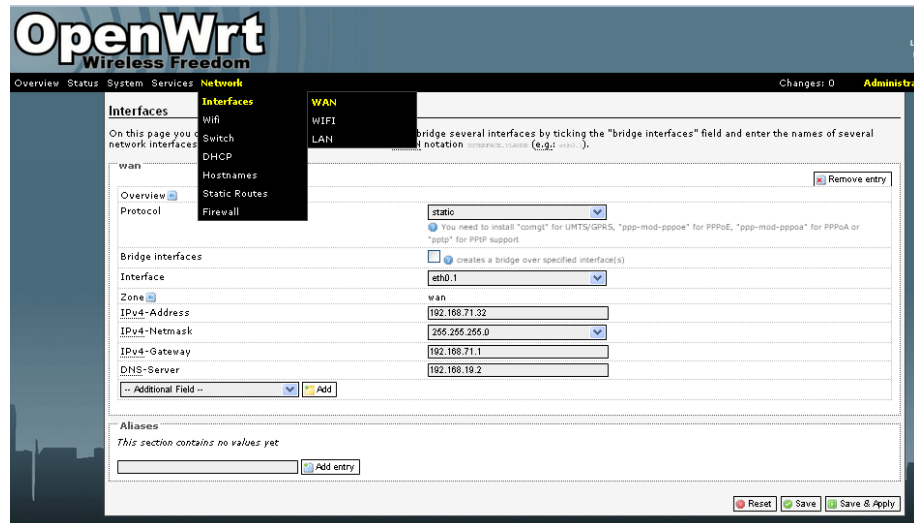 OpenWrt
Wireless Freedom
Overview Status System Services Network Changes: 0 Administra
Interfaces WAN
Wifi WIFI
Switch LAN
DHCP
Hostnames
Static Routes
Firewall
Interfaces
On this page you bridge several interfaces by ticking the "bridge interfaces" field and enter the names of several
network interfaces notation INTERFACE.VLANNR (e.g.: eth0.1).
wan
Remove entry
Overview
Protocol static
You need to install "comgt" for UMTS/GPRS, "ppp-mod-pppoe" for PPPoE, "ppp-mod-pppoa" for PPPoA or
"pptp" for PPtP support
Bridge interfaces creates a bridge over specified interface(s)
Interface eth0.1
Zone wan
IPv4-Address 192.168.71.32
IPv4-Netmask 255.255.255.0
IPv4-Gateway 192.168.71.1
DNS-Server 192.168.19.2
-- Additional Field -- Add
Aliases
This section contains no values yet
Add entry
Reset Save Save & Apply